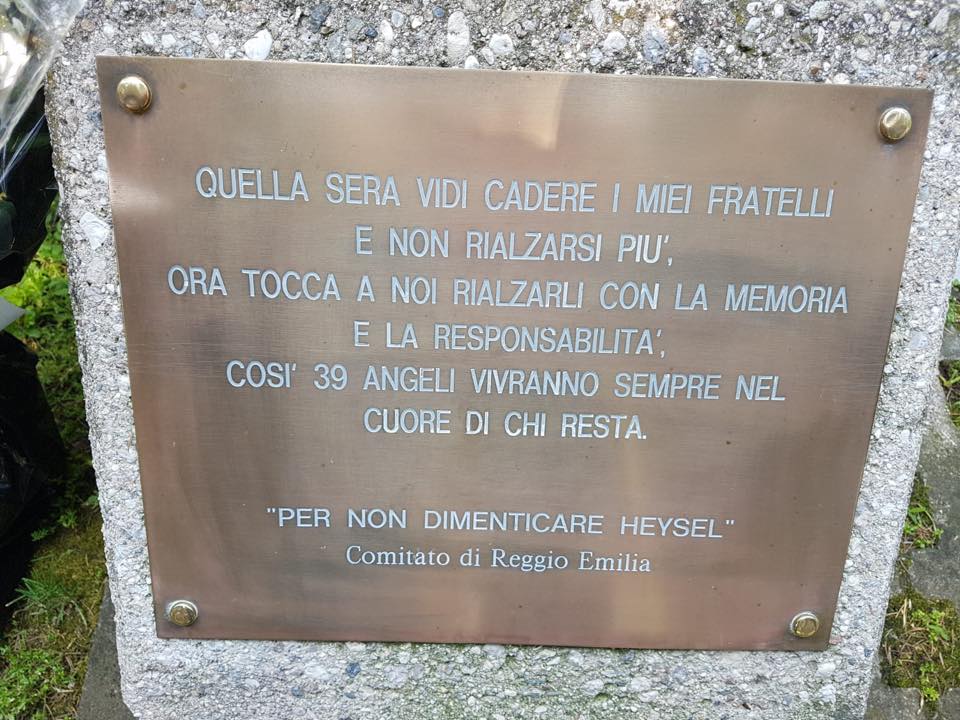 QUELLA SERA VIDI CADERE I MIEI FRATELLI
E NON RIALZARSI PIU',
ORA TOCCA A NOI RIALZARLI CON LA MEMORIA
E LA RESPONSABILITA',
COSI' 39 ANGELI VIVRANNO SEMPRE NEL
CUORE DI CHI RESTA.
"PER NON DIMENTICARE HEYSEL"
Comitato di Reggio Emilia